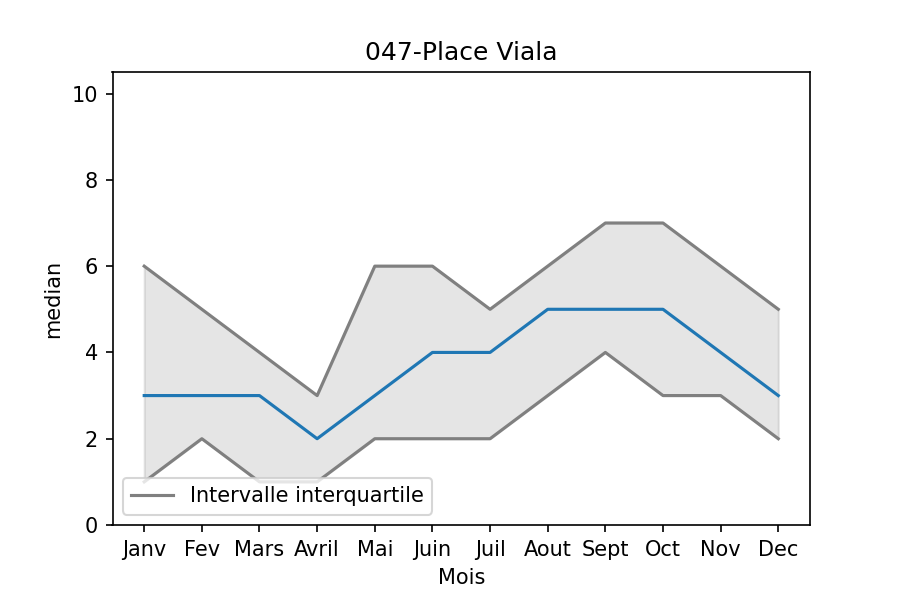 047-Place Viala
median
10
8
6
4
2
0
Intervalle interquartile
Janv Fev Mars Avril Mai Juin Juil Aout Sept Oct Nov Dec
Mois